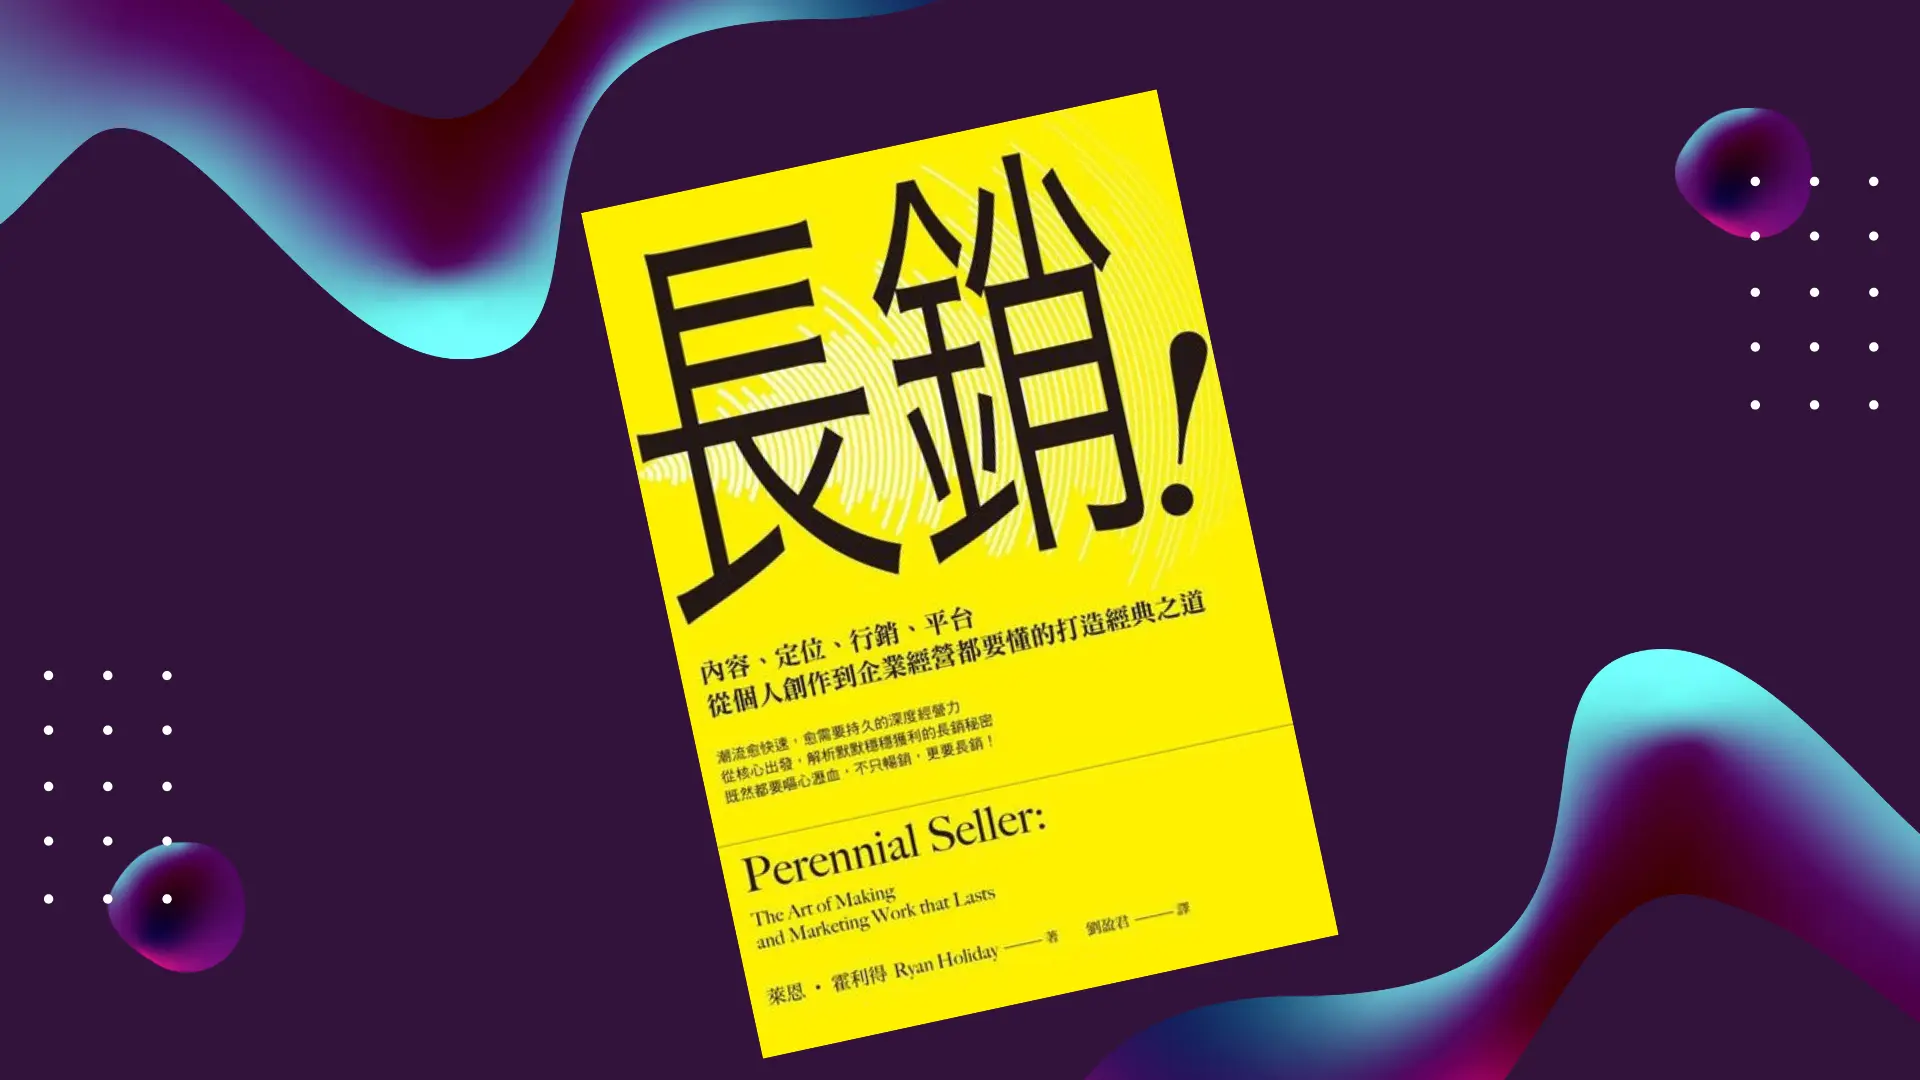 長銷！
內容、定位、行銷、平台
從個人創作到企業經營都要懂的打造經典之道
潮流愈快速，愈需要持久的深度經營力
從核心出發，解析默默穩穩獲利的長銷秘密
既然都要嘔心瀝血，不只暢銷，更要長銷！
Perennial Seller:
The Art of Making
and Marketing Work that Lasts
萊恩・霍利得 Ryan Holiday——著 劉盈君——譯